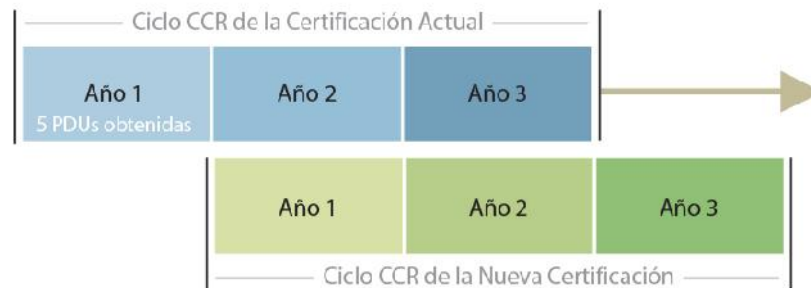 Ciclo CCR de la Certificación Actual
Año 1
5 PDUs obtenidas
Año 2
Año 3
Año 1
Año 2
Año 3
Ciclo CCR de la Nueva Certificación